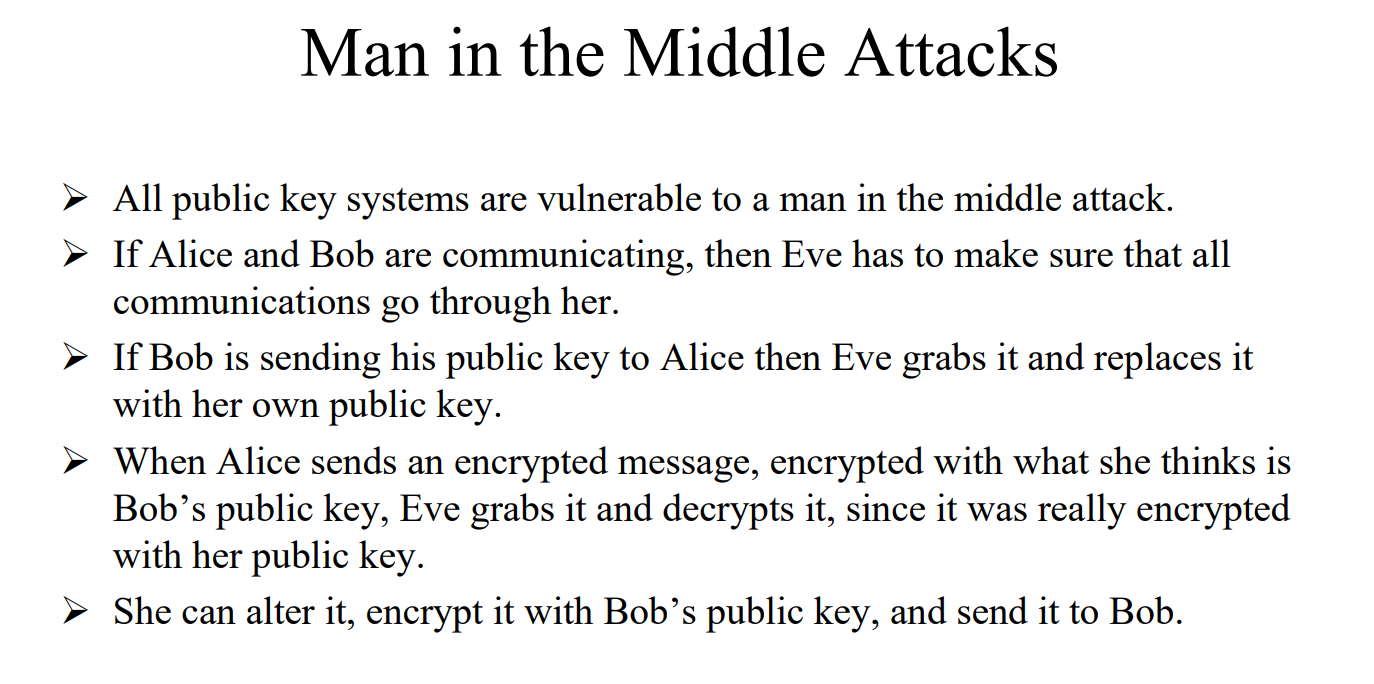 Man in the Middle Attacks
➢ All public key systems are vulnerable to a man in the middle attack.
➢ If Alice and Bob are communicating, then Eve has to make sure that all
communications go through her.
➢ If Bob is sending his public key to Alice then Eve grabs it and replaces it
with her own public key.
➢ When Alice sends an encrypted message, encrypted with what she thinks is
Bob’s public key, Eve grabs it and decrypts it, since it was really encrypted
with her public key.
➢ She can alter it, encrypt it with Bob’s public key, and send it to Bob.